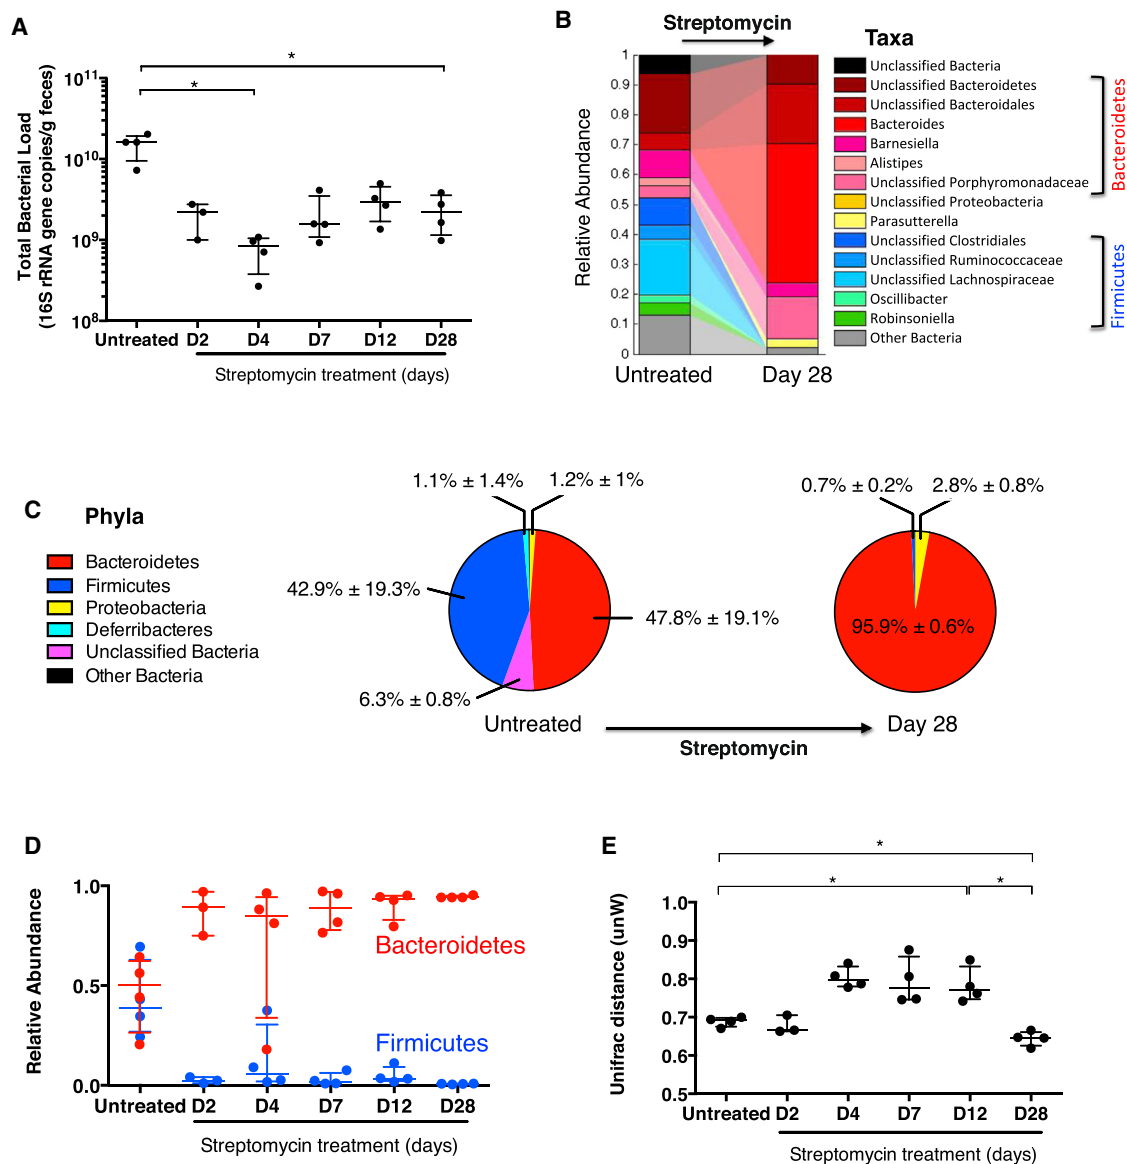 A
Total Bacterial Load
(16S rRNA gene copies/g feces)
10^11
10^10
10^9
10^8
*
*
Untreated D2 D4 D7 D12 D28
Streptomycin treatment (days)
B
Streptomycin
Relative Abundance
1
0.9
0.8
0.7
0.6
0.5
0.4
0.3
0.2
0.1
0
Untreated Day 28
Taxa
Unclassified Bacteria
Unclassified Bacteroidetes
Unclassified Bacteroidales
Bacteroides
Barnesiella
Alistipes
Unclassified Porphyromonadaceae
Unclassified Proteobacteria
Parasutterella
Unclassified Clostridiales
Unclassified Ruminococcaceae
Unclassified Lachnospiraceae
Oscillibacter
Robinsoniella
Other Bacteria
Bacteroidetes
Firmicutes
C
Phyla
Bacteroidetes
Firmicutes
Proteobacteria
Deferribacteres
Unclassified Bacteria
Other Bacteria
1.1% ± 1.4% 1.2% ± 1%
42.9% ± 19.3%
47.8% ± 19.1%
6.3% ± 0.8%
Untreated
Streptomycin
0.7% ± 0.2% 2.8% ± 0.8%
95.9% ± 0.6%
Day 28
D
Relative Abundance
1.0
0.5
0.0
Bacteroidetes
Firmicutes
Untreated D2 D4 D7 D12 D28
Streptomycin treatment (days)
E
Unifrac distance (unW)
1.0
0.9
0.8
0.7
0.6
0.5
*
*
*
Untreated D2 D4 D7 D12 D28
Streptomycin treatment (days)